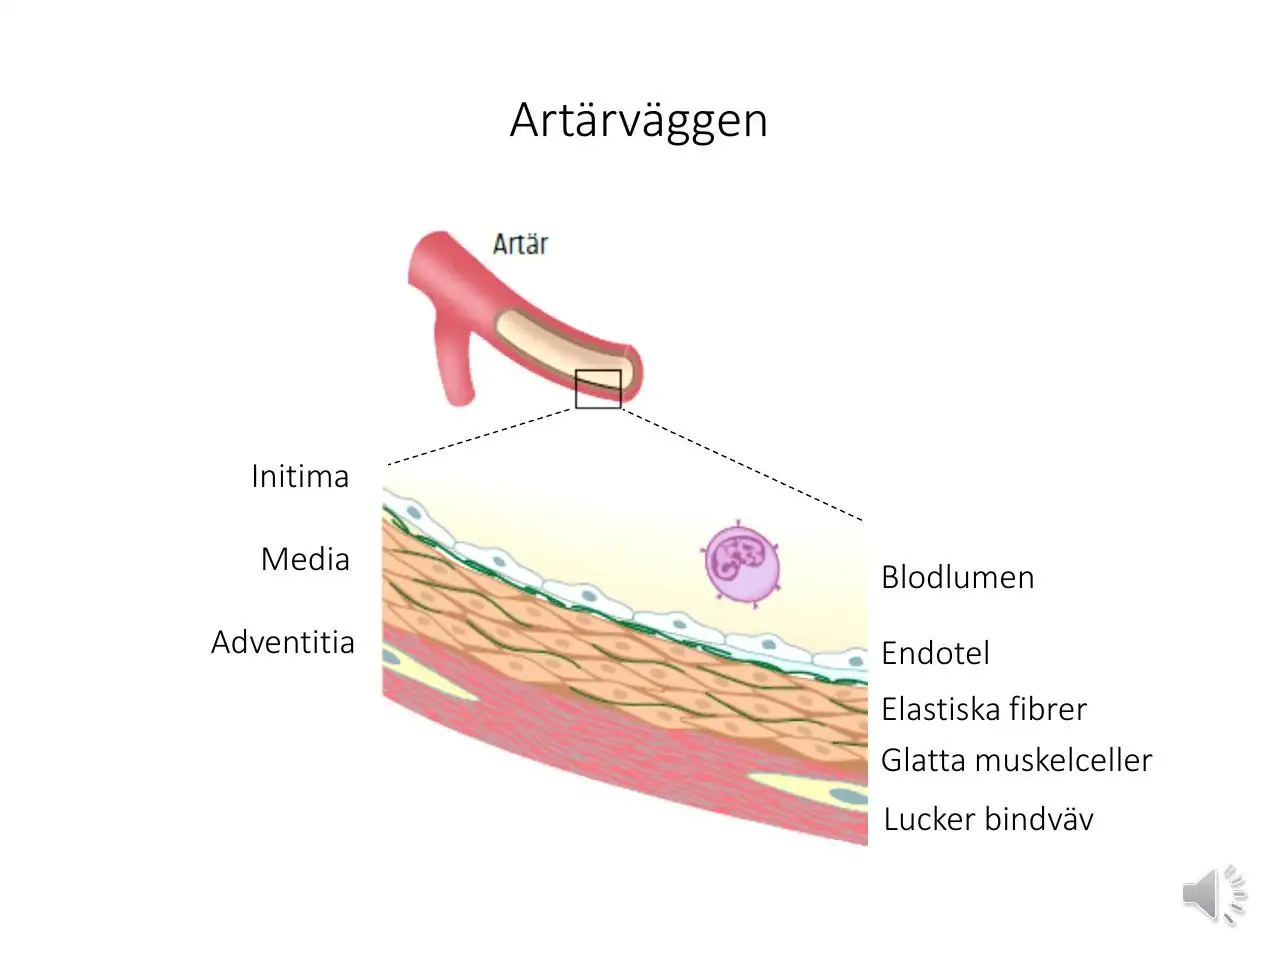 Artärväggen
Artär
Initima
Media
Adventitia
Blodlumen
Endotel
Elastiska fibrer
Glatta muskelceller
Lucker bindväv